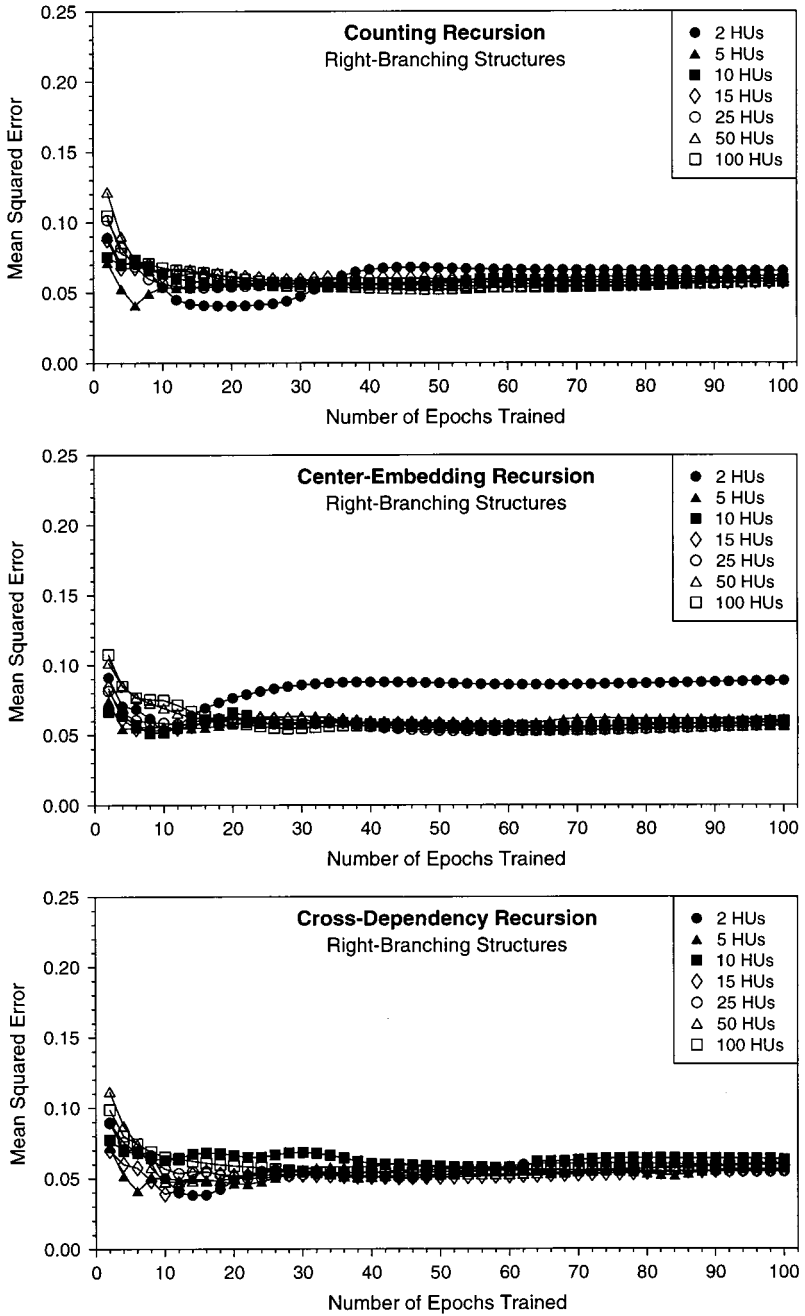 Counting Recursion
Right-Branching Structures
2 HUs
5 HUs
10 HUs
15 HUs
25 HUs
50 HUs
100 HUs
Mean Squared Error
0.25
0.20
0.15
0.10
0.05
0.00
0 10 20 30 40 50 60 70 80 90 100
Number of Epochs Trained
Center-Embedding Recursion
Right-Branching Structures
2 HUs
5 HUs
10 HUs
15 HUs
25 HUs
50 HUs
100 HUs
Mean Squared Error
0.25
0.20
0.15
0.10
0.05
0.00
0 10 20 30 40 50 60 70 80 90 100
Number of Epochs Trained
Cross-Dependency Recursion
Right-Branching Structures
2 HUs
5 HUs
10 HUs
15 HUs
25 HUs
50 HUs
100 HUs
Mean Squared Error
0.25
0.20
0.15
0.10
0.05
0.00
0 10 20 30 40 50 60 70 80 90 100
Number of Epochs Trained